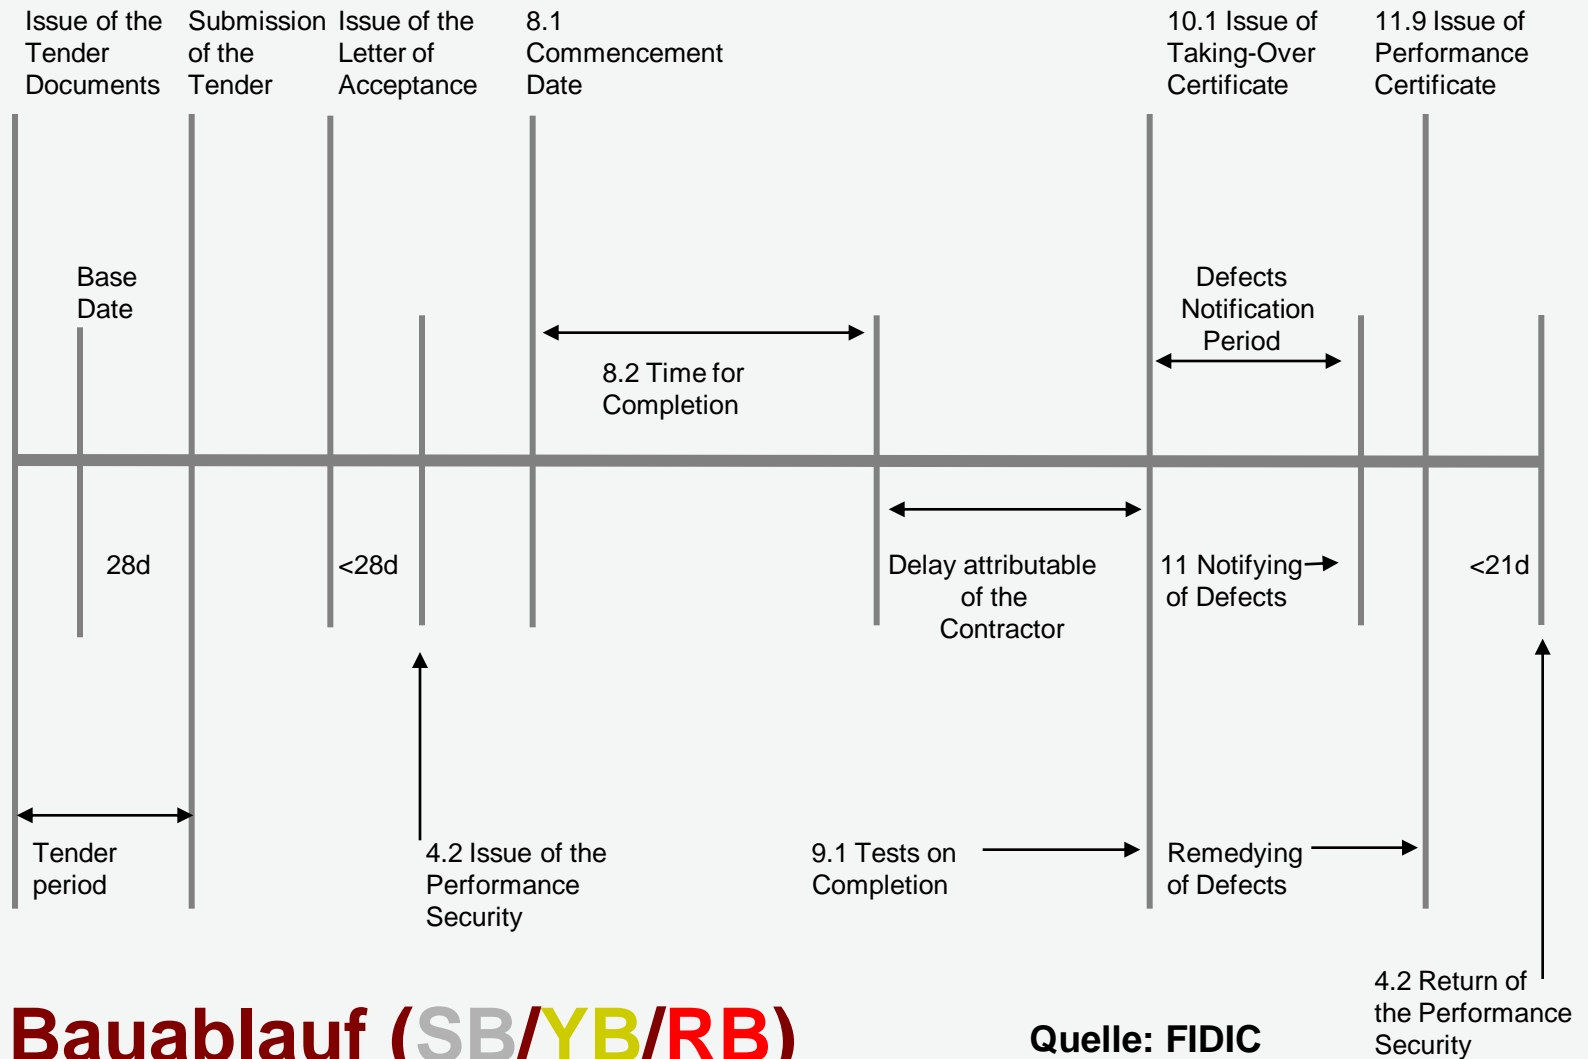 Issue of the
Tender
Documents
Submission
of the
Tender
Issue of the
Letter of
Acceptance
8.1
Commencement
Date
10.1 Issue of
Taking-Over
Certificate
11.9 Issue of
Performance
Certificate
Base
Date
8.2 Time for
Completion
Defects
Notification
Period
28d
<28d
Delay attributable
of the
Contractor
11 Notifying
of Defects
<21d
Tender
period
4.2 Issue of the
Performance
Security
9.1 Tests on
Completion
Remedying
of Defects
4.2 Return of
the Performance
Security
Bauablauf (SB/YB/RB)
Quelle: FIDIC